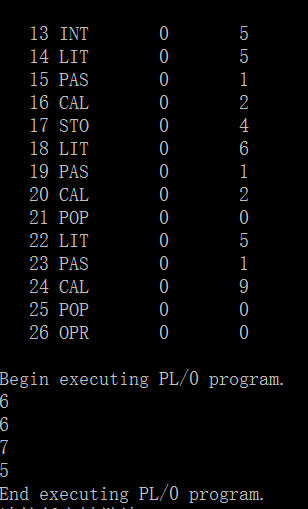 13 INT 0 5
14 LIT 0 5
15 PAS 0 1
16 CAL 0 2
17 STO 0 4
18 LIT 0 6
19 PAS 0 1
20 CAL 0 2
21 POP 0 0
22 LIT 0 5
23 PAS 0 1
24 CAL 0 9
25 POP 0 0
26 OPR 0 0
Begin executing PL/0 program.
6
6
7
5
End executing PL/0 program.